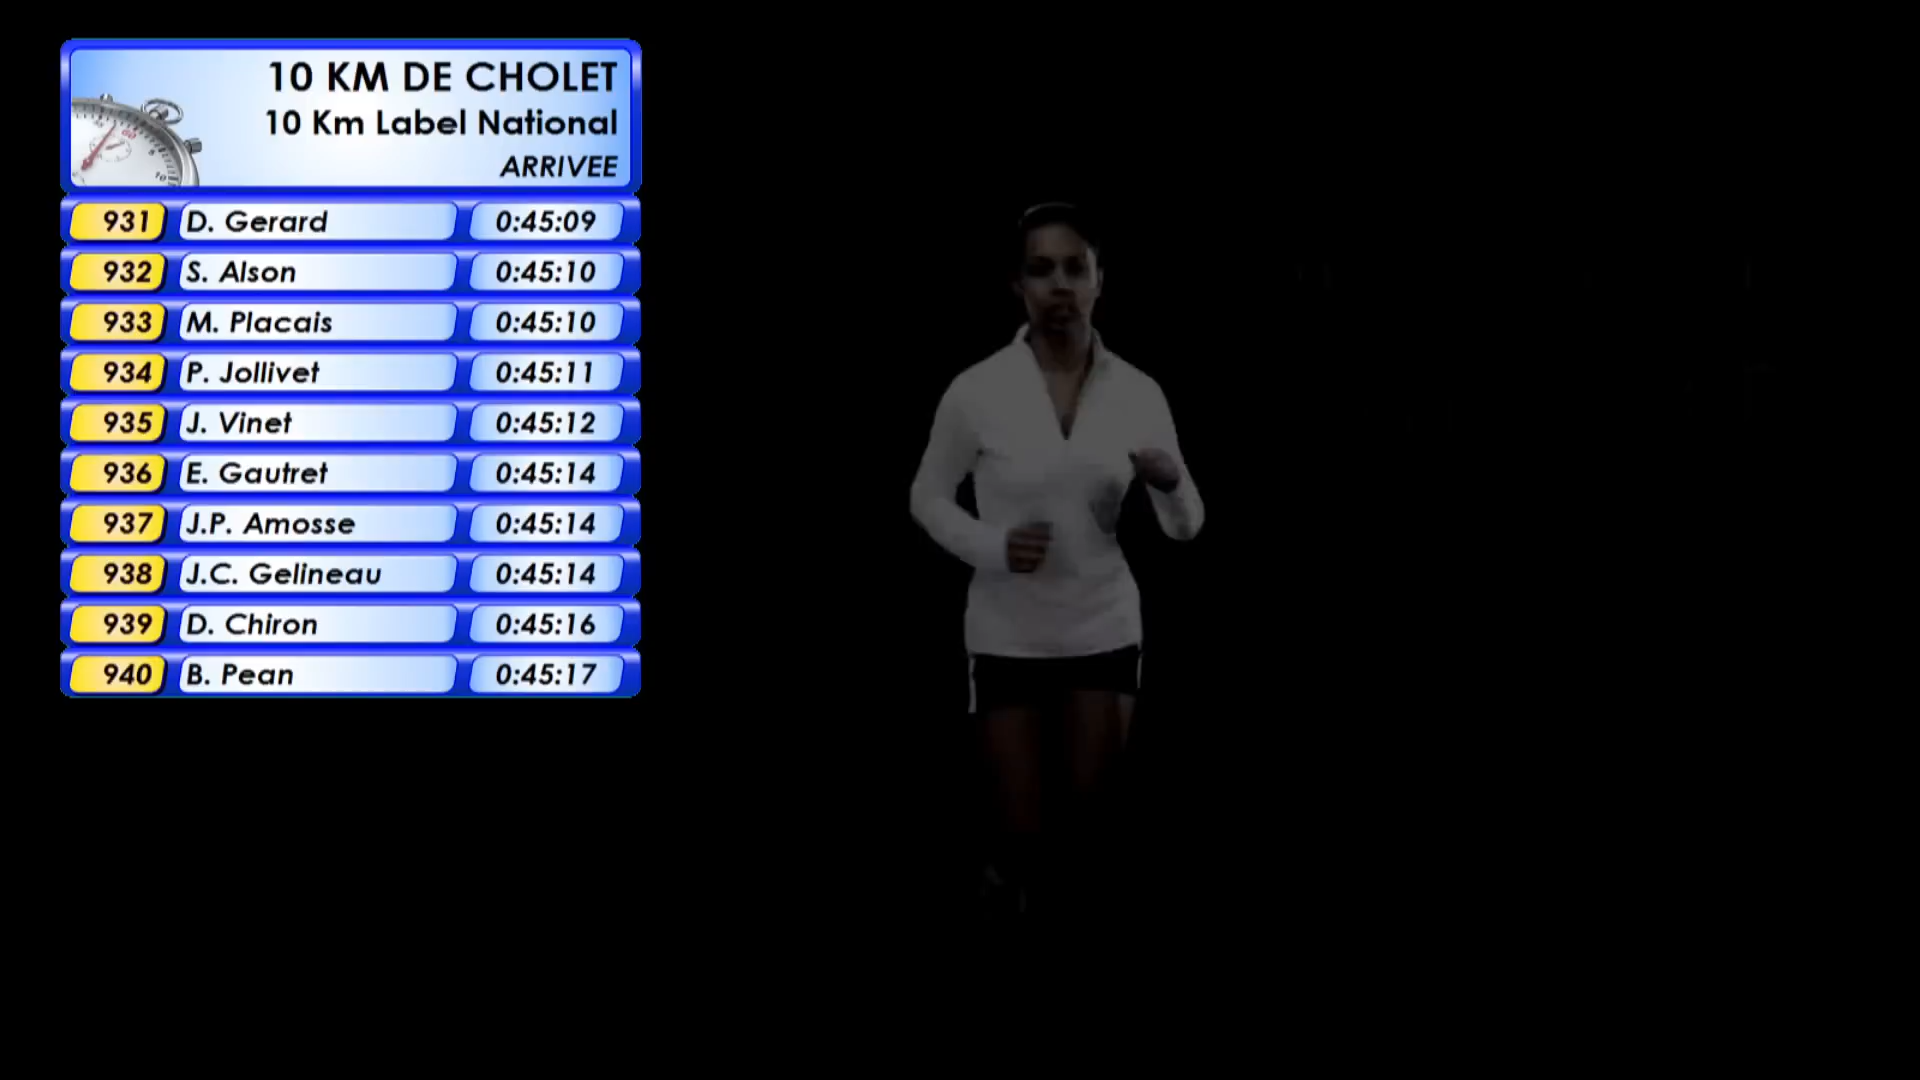 10 KM DE CHOLET
10 Km Label National
ARRIVEE
931 D. Gerard 0:45:09
932 S. Alson 0:45:10
933 M. Placais 0:45:10
934 P. Jollivet 0:45:11
935 J. Vinet 0:45:12
936 E. Gautret 0:45:14
937 J.P. Amosse 0:45:14
938 J.C. Gelineau 0:45:14
939 D. Chiron 0:45:16
940 B. Pean 0:45:17